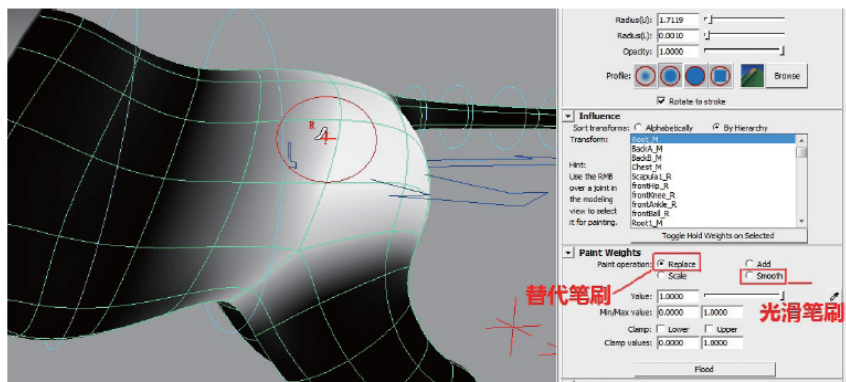 Radius(U): 1.7119
Radius(L): 0.0010
Opacity: 1.0000
Profile: Browse
Rotate to stroke
Influence
Sort transforms: Alphabetically By Hierarchy
Transform: Root_M
BackA_M
BackB_M
Hint: Chest_M
Use the RMB Scapula1_R
over a joint in frontHip_R
the modeling frontKnee_R
view to select frontAnkle_R
it for painting. frontBall_R
Root1_M
Toggle Hold Weights on Selected
Paint Weights
Paint operation: Replace Add
Scale Smooth
替代笔刷
Value: 1.0000
光滑笔刷
Min/Max value: 0.0000 1.0000
Clamp: Lower Upper
Clamp values: 0.0000 1.0000
Flood
R